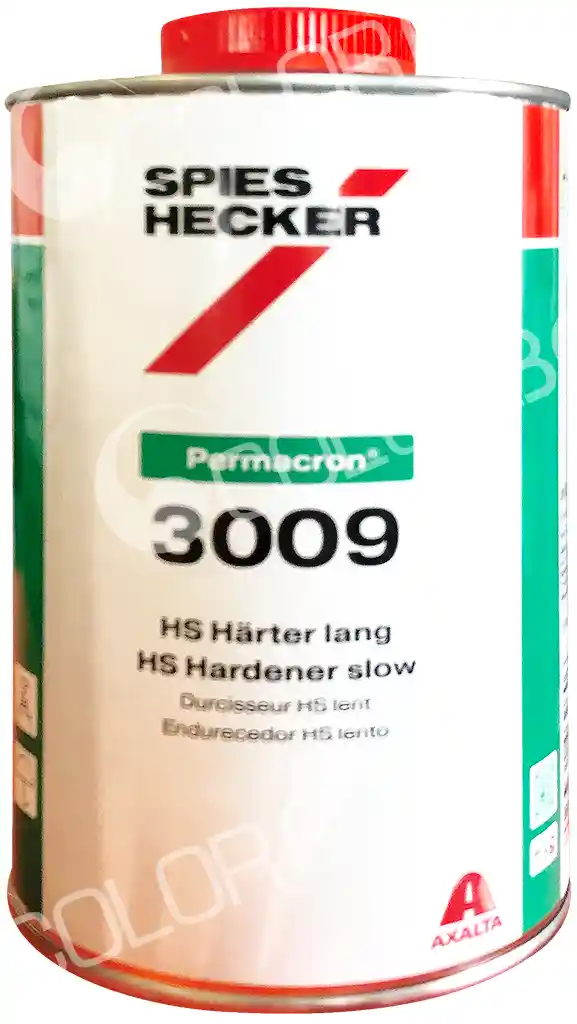 SPIES
HECKER
Permacron®
3009
HS Härter lang
HS Hardener slow
Durcisseur HS lent
Endurecedor HS lento
AXALTA